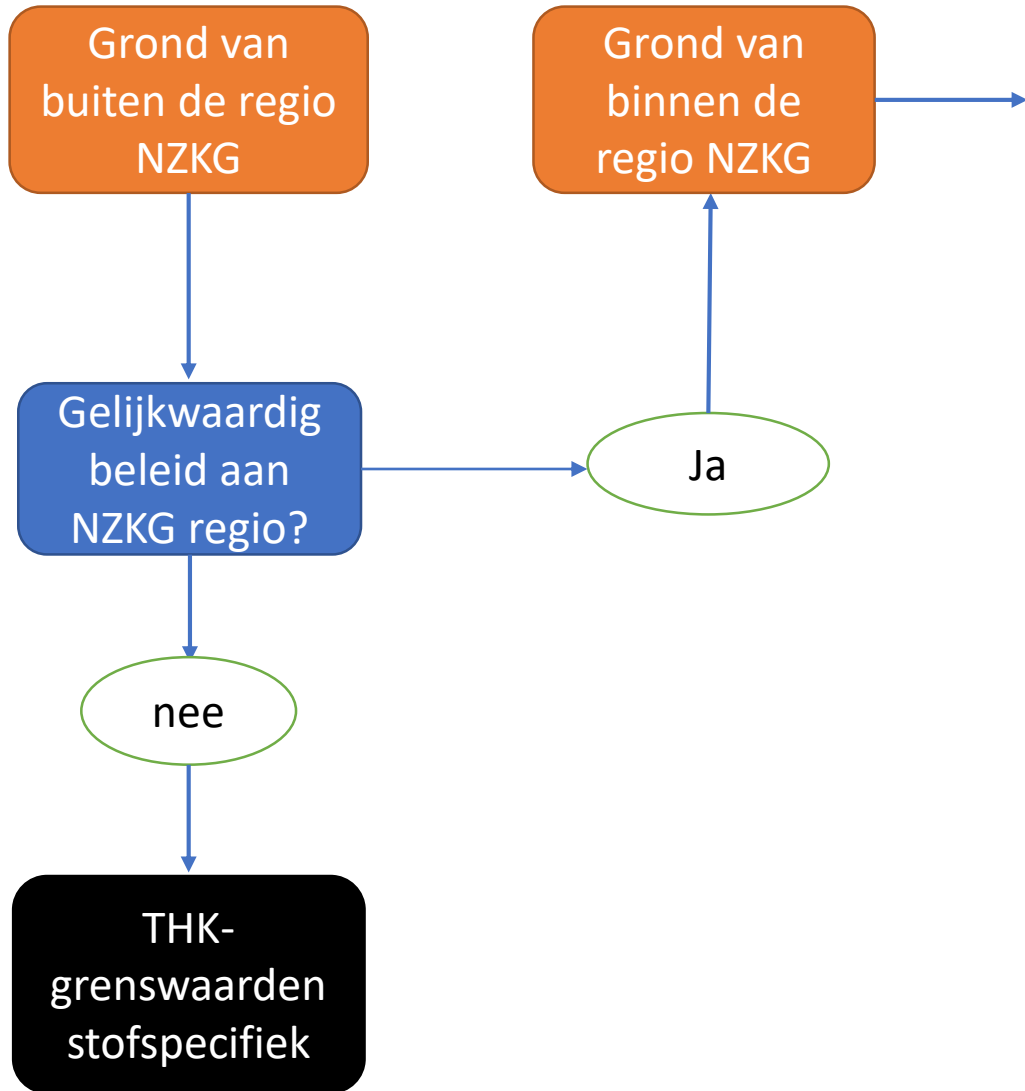 Grond van
buiten de regio
NZKG
Grond van
binnen de
regio NZKG
Gelijkwaardig
beleid aan
NZKG regio?
Ja
nee
THK-
grenswaarden
stofspecifiek